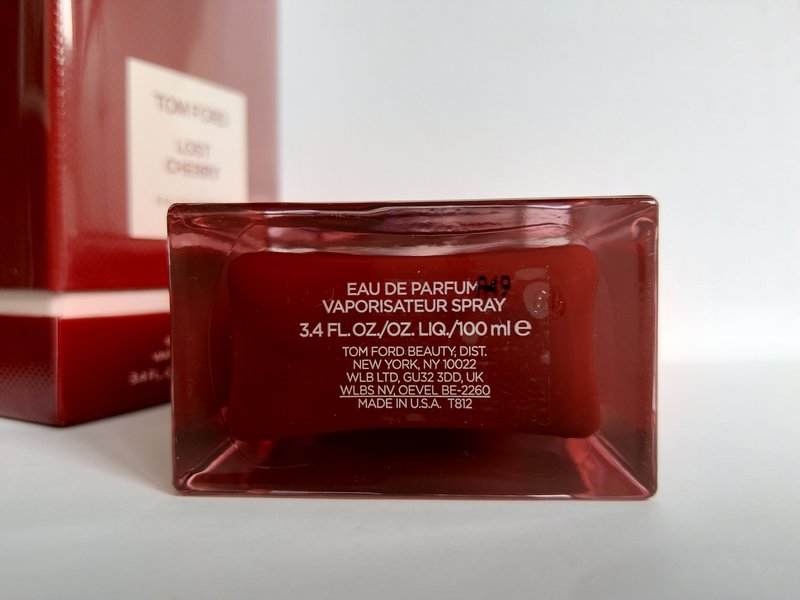 TOM FORD
LOST
CHERRY
EAU DE PARFUM A49
VAPORISATEUR SPRAY
3.4 FL. OZ./OZ. LIQ./100 ml ℮
TOM FORD BEAUTY, DIST.
NEW YORK, NY 10022
WLB LTD, GU32 3DD, UK
WLBS NV, OEVEL BE-2260
MADE IN U.S.A. T812